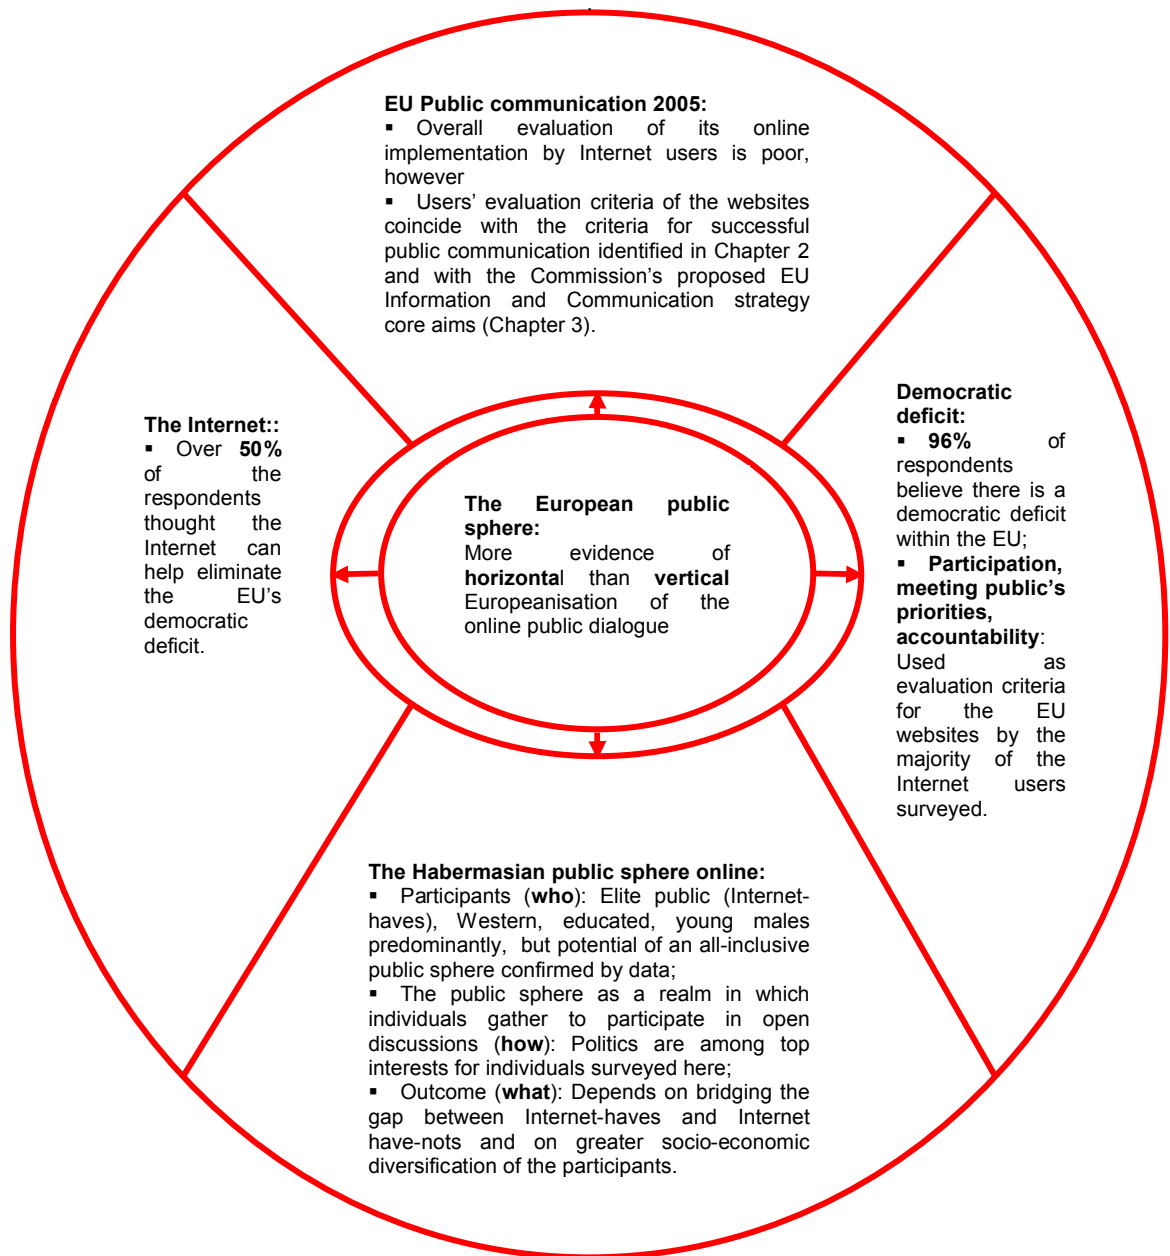 EU Public communication 2005:
▪ Overall evaluation of its online
implementation by Internet users is poor,
however
▪ Users’ evaluation criteria of the websites
coincide with the criteria for successful
public communication identified in Chapter 2
and with the Commission’s proposed EU
Information and Communication strategy
core aims (Chapter 3).
The Internet::
▪ Over 50%
of the
respondents
thought the
Internet can
help eliminate
the EU’s
democratic
deficit.
The European public
sphere:
More evidence of
horizontal than vertical
Europeanisation of the
online public dialogue
Democratic
deficit:
▪ 96% of
respondents
believe there is a
democratic deficit
within the EU;
▪ Participation,
meeting public’s
priorities,
accountability:
Used as
evaluation criteria
for the EU
websites by the
majority of the
Internet users
surveyed.
The Habermasian public sphere online:
▪ Participants (who): Elite public (Internet-
haves), Western, educated, young males
predominantly, but potential of an all-inclusive
public sphere confirmed by data;
▪ The public sphere as a realm in which
individuals gather to participate in open
discussions (how): Politics are among top
interests for individuals surveyed here;
▪ Outcome (what): Depends on bridging the
gap between Internet-haves and Internet
have-nots and on greater socio-economic
diversification of the participants.